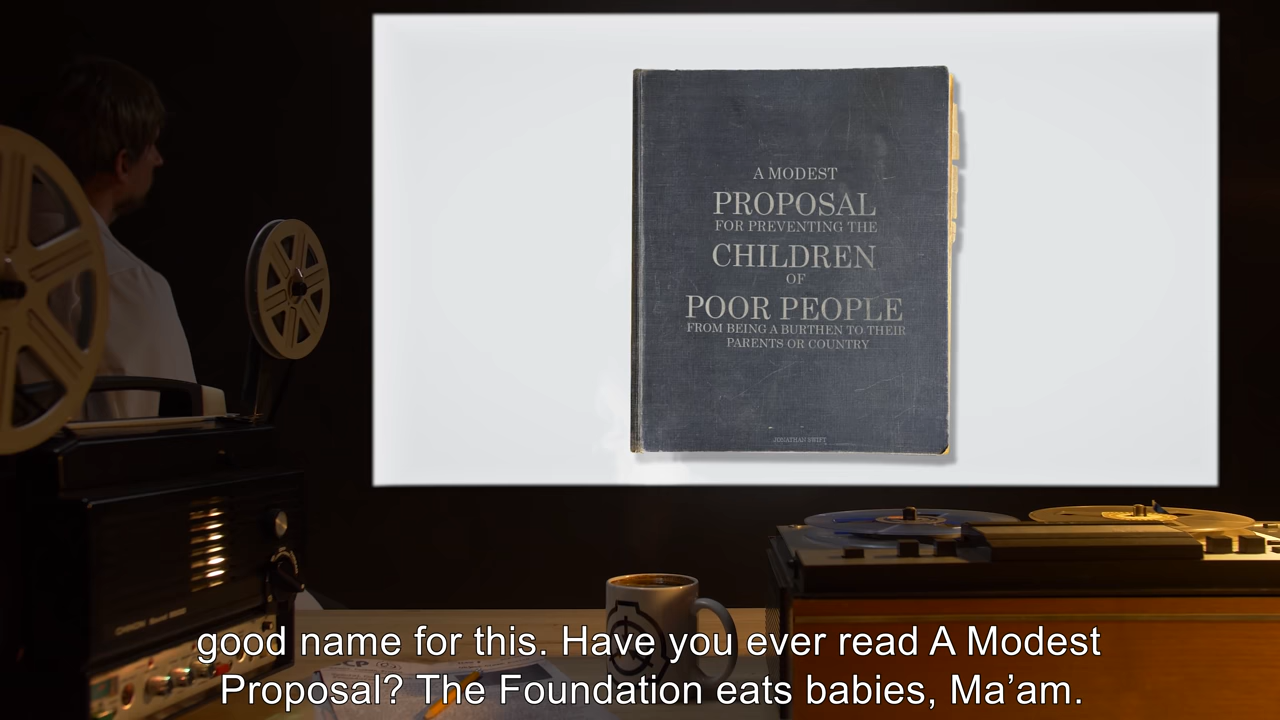 A MODEST
PROPOSAL
FOR PREVENTING THE
CHILDREN
OF
POOR PEOPLE
FROM BEING A BURTHEN TO THEIR
PARENTS OR COUNTRY
JONATHAN SWIFT
good name for this. Have you ever read A Modest
Proposal? The Foundation eats babies, Ma’am.